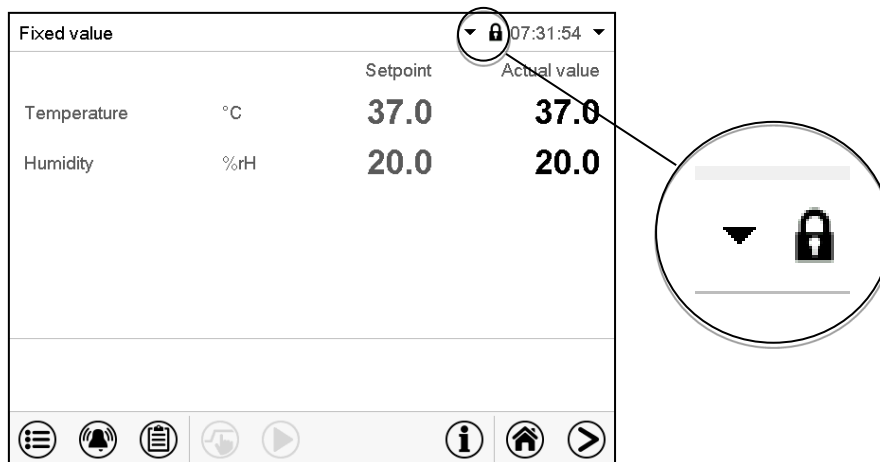 Fixed value 07:31:54
Setpoint Actual value
Temperature °C 37.0 37.0
Humidity %rH 20.0 20.0